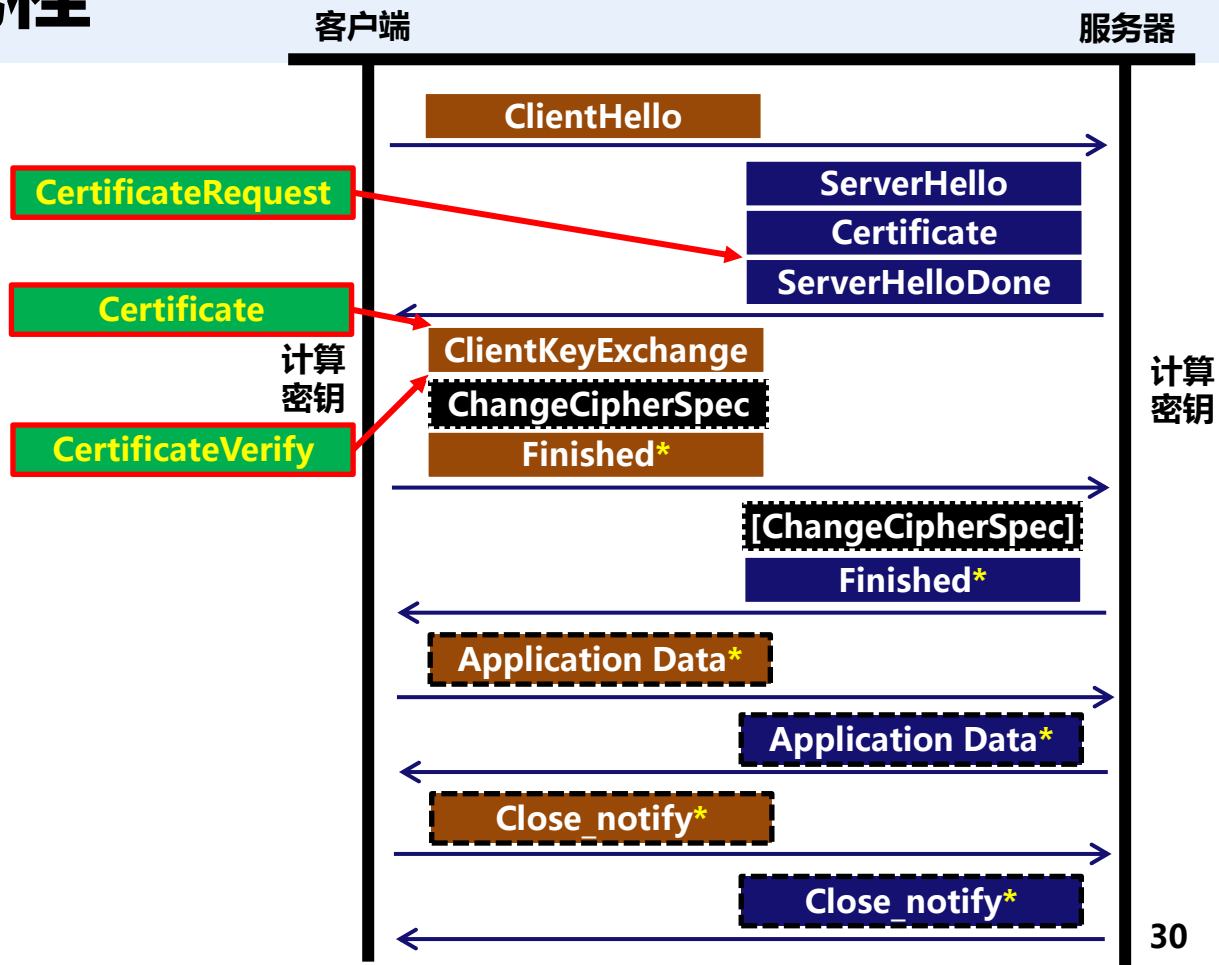 客户端
服务器
ClientHello
CertificateRequest
ServerHello
Certificate
ServerHelloDone
Certificate
计算
密钥
ClientKeyExchange
计算
密钥
ChangeCipherSpec
CertificateVerify
Finished*
[ChangeCipherSpec]
Finished*
Application Data*
Application Data*
Close_notify*
Close_notify*
30